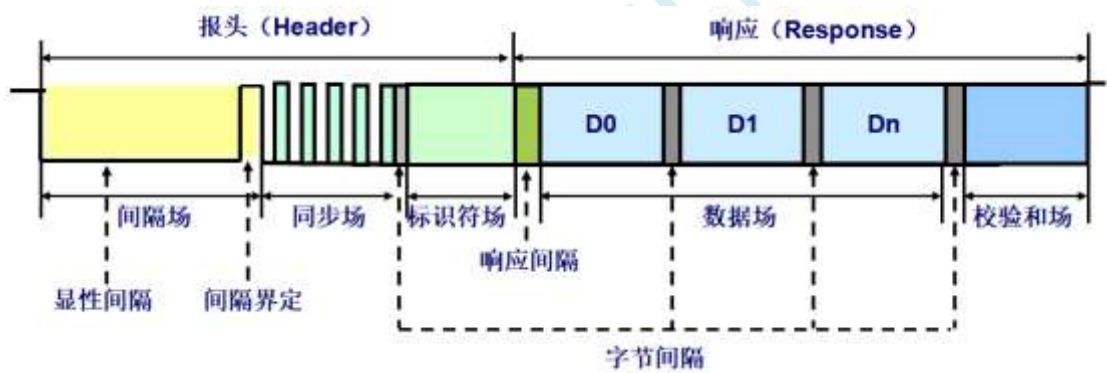 报头（Header）
响应（Response）
D0
D1
Dn
间隔场
同步场
标识符场
数据场
校验和场
响应间隔
显性间隔
间隔界定
字节间隔